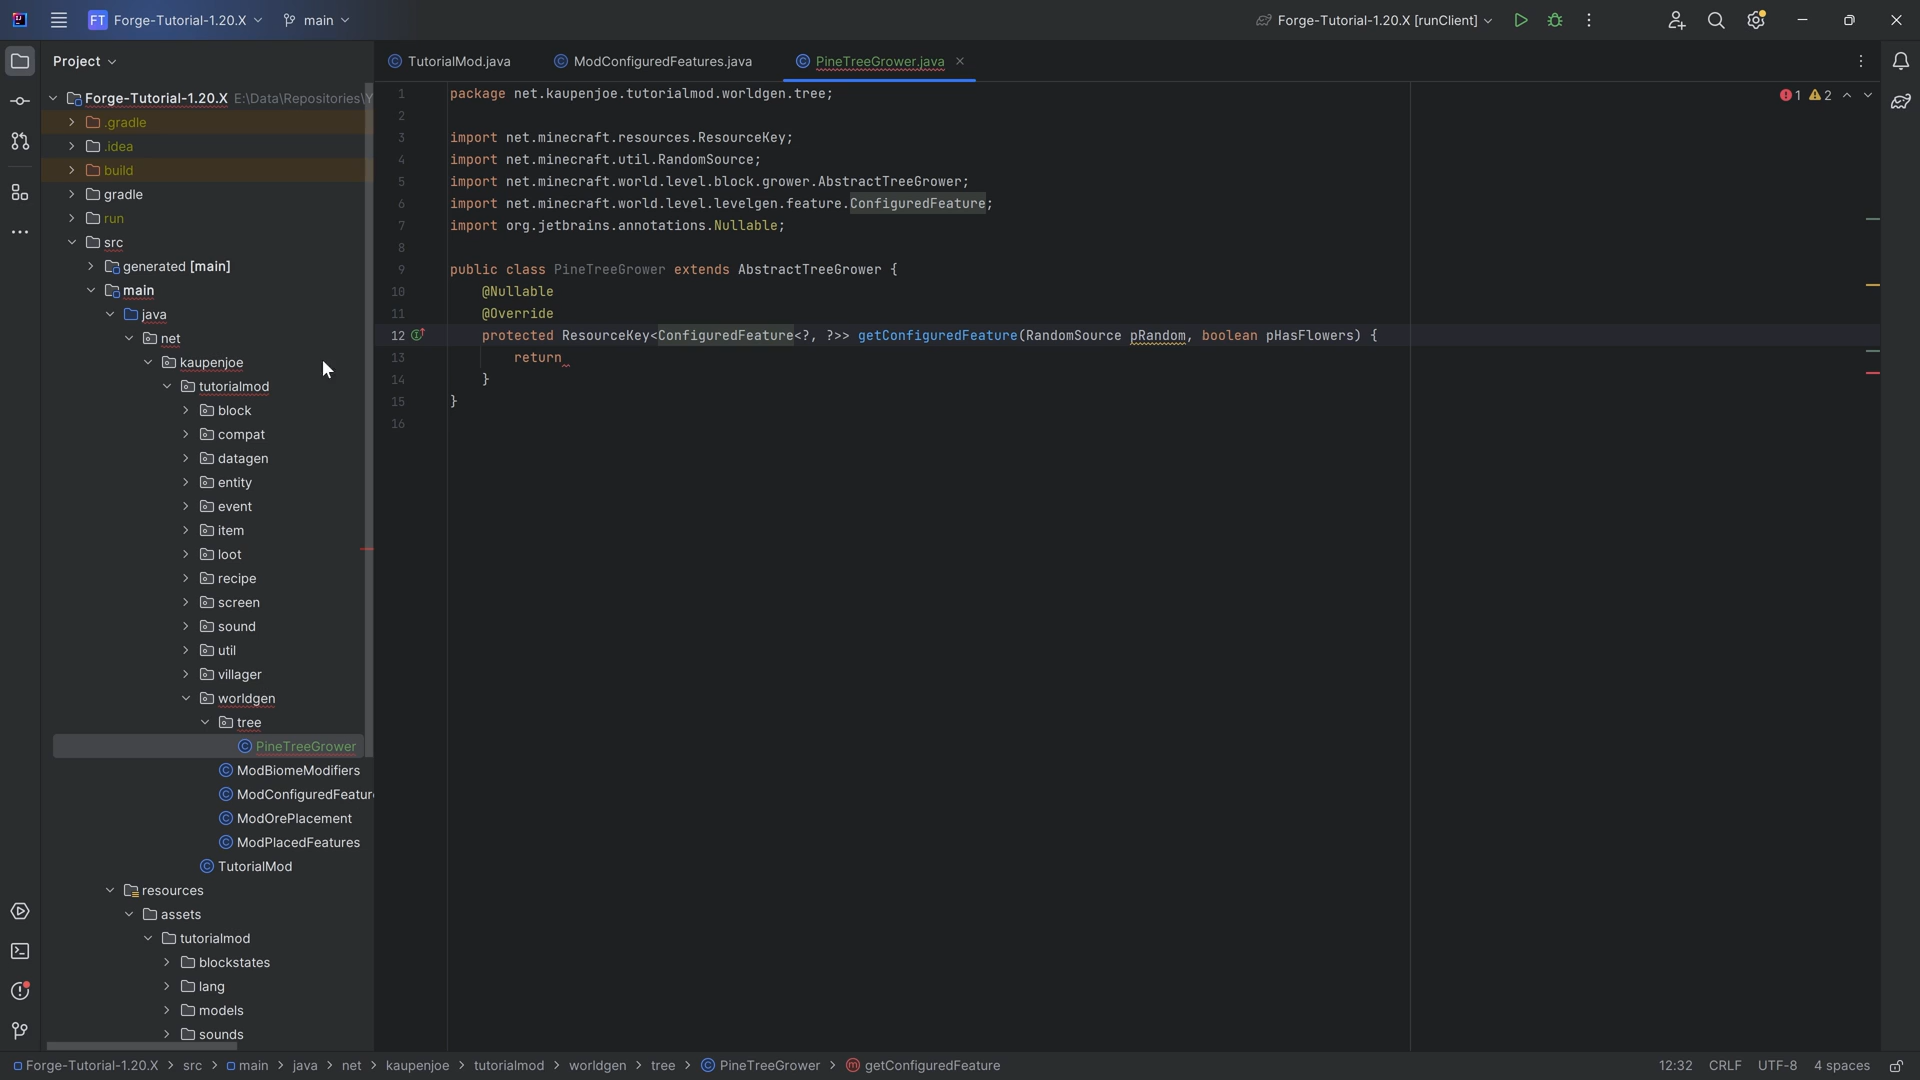 FT Forge-Tutorial-1.20.X main Forge-Tutorial-1.20.X [runClient]
Project
TutorialMod.java ModConfiguredFeatures.java PineTreeGrower.java
Forge-Tutorial-1.20.X E:\Data\Repositories\Y
.gradle
.idea
build
gradle
run
src
generated [main]
main
java
net
kaupenjoe
tutorialmod
block
compat
datagen
entity
event
item
loot
recipe
screen
sound
util
villager
worldgen
tree
PineTreeGrower
ModBiomeModifiers
ModConfiguredFeatur
ModOrePlacement
ModPlacedFeatures
TutorialMod
resources
assets
tutorialmod
blockstates
lang
models
sounds
1 package net.kaupenjoe.tutorialmod.worldgen.tree;
2
3 import net.minecraft.resources.ResourceKey;
4 import net.minecraft.util.RandomSource;
5 import net.minecraft.world.level.block.grower.AbstractTreeGrower;
6 import net.minecraft.world.level.levelgen.feature.ConfiguredFeature;
7 import org.jetbrains.annotations.Nullable;
8
9 public class PineTreeGrower extends AbstractTreeGrower {
10 @Nullable
11 @Override
12 protected ResourceKey<ConfiguredFeature<?, ?>> getConfiguredFeature(RandomSource pRandom, boolean pHasFlowers) {
13 return
14 }
15 }
16
1 2
Forge-Tutorial-1.20.X > src > main > java > net > kaupenjoe > tutorialmod > worldgen > tree > PineTreeGrower > getConfiguredFeature
12:32 CRLF UTF-8 4 spaces